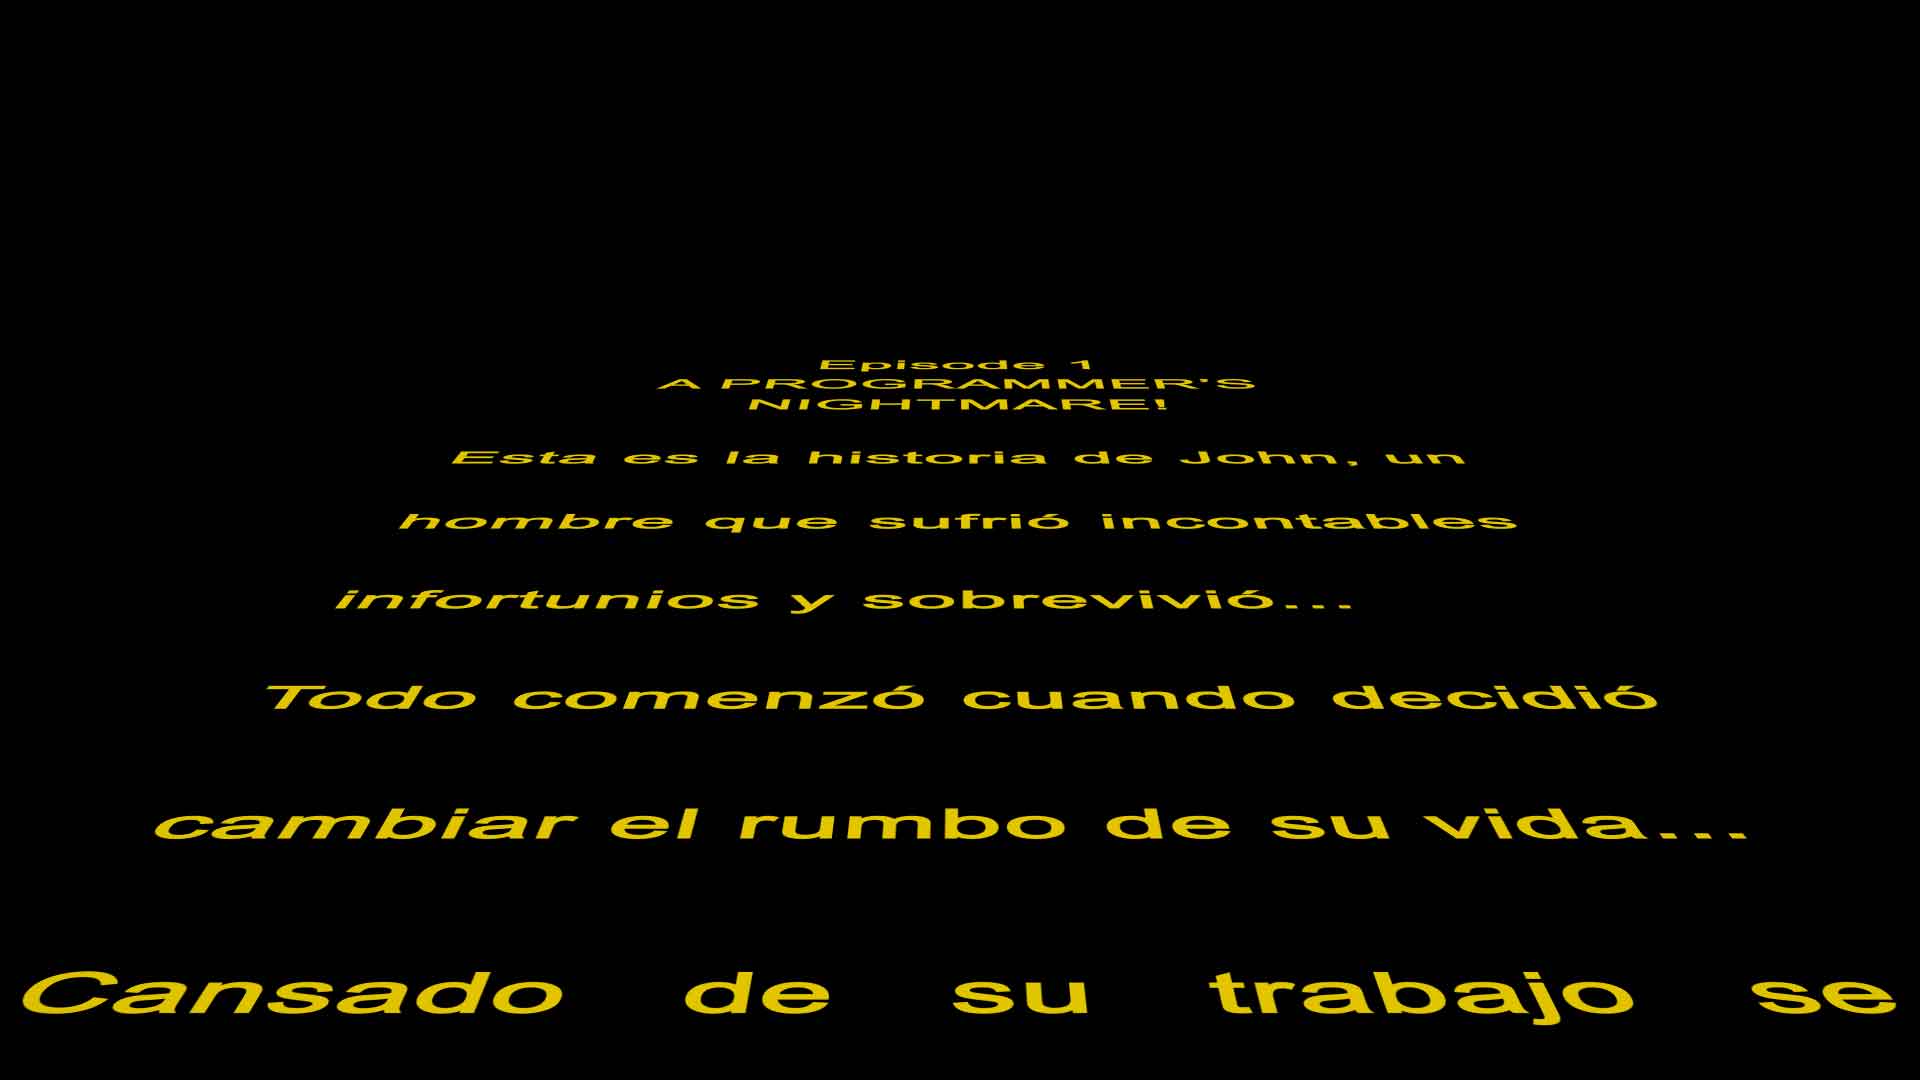 Episode 1
A PROGRAMMER'S
NIGHTMARE!
Esta es la historia de John, un
hombre que sufrió incontables
infortunios y sobrevivió...
Todo comenzó cuando decidió
cambiar el rumbo de su vida...
Cansado de su trabajo se